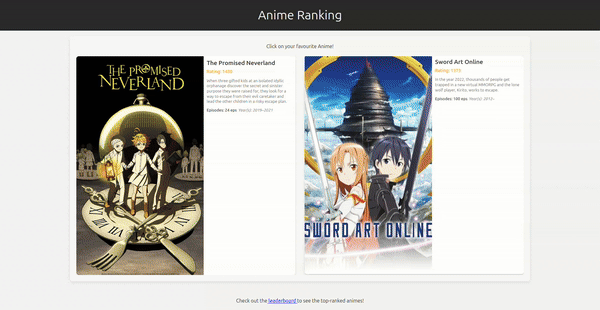 Anime Ranking
Click on your favourite Anime!
THE PROMISED
NEVERLAND
The Promised Neverland
Rating: 1600
When three gifted kids at an isolated idyllic
orphanage discover the secret and sinister
purpose they were raised for, they look for a
way to escape from their evil caretaker and
lead the other children in a risky escape plan.
Episodes: 24 eps Year(s): 2019–2021
SWORD ART ONLINE
Sword Art Online
In the year 2022, thousands of people get
trapped in a new virtual MMORPG and the lone
wolf player, Kirito, works to escape.
Episodes: 100 eps Year(s): 2012–
Check out the leaderboard to see the top-ranked animes!